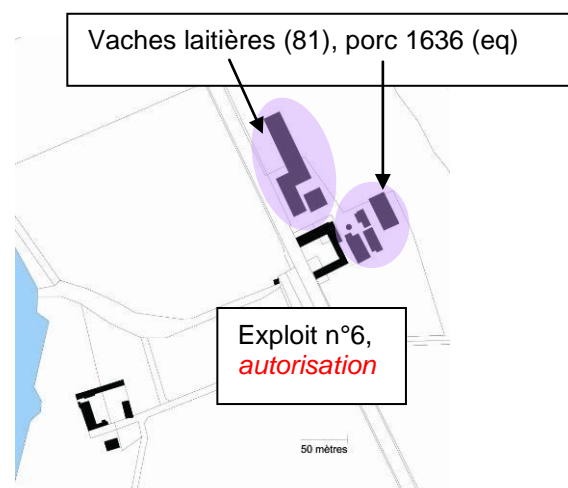 Vaches laitières (81), porc 1636 (eq)
Exploit n°6,
autorisation
50 mètres